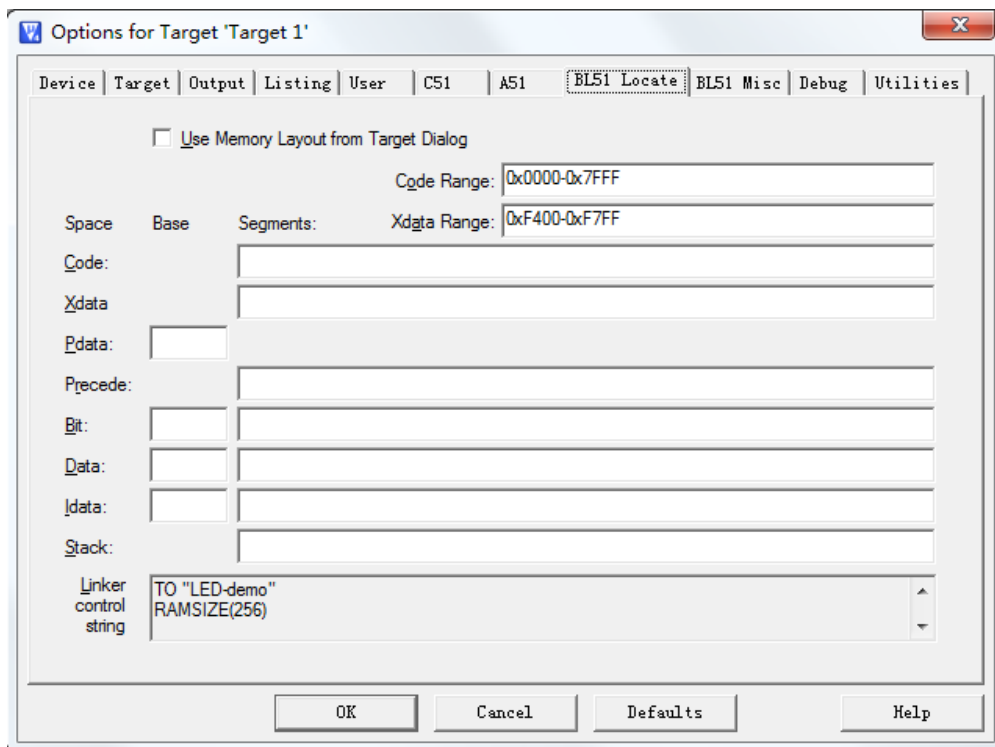 Options for Target 'Target 1'
Device Target Output Listing User C51 A51 BL51 Locate BL51 Misc Debug Utilities
Use Memory Layout from Target Dialog
Code Range: 0x0000-0x7FFF
Space Base Segments: Xdata Range: 0xF400-0xF7FF
Code:
Xdata
Pdata:
Precede:
Bit:
Data:
Idata:
Stack:
Linker control string
TO "LED-demo"
RAMSIZE(256)
OK Cancel Defaults Help